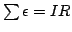 ∑ϵ = IR